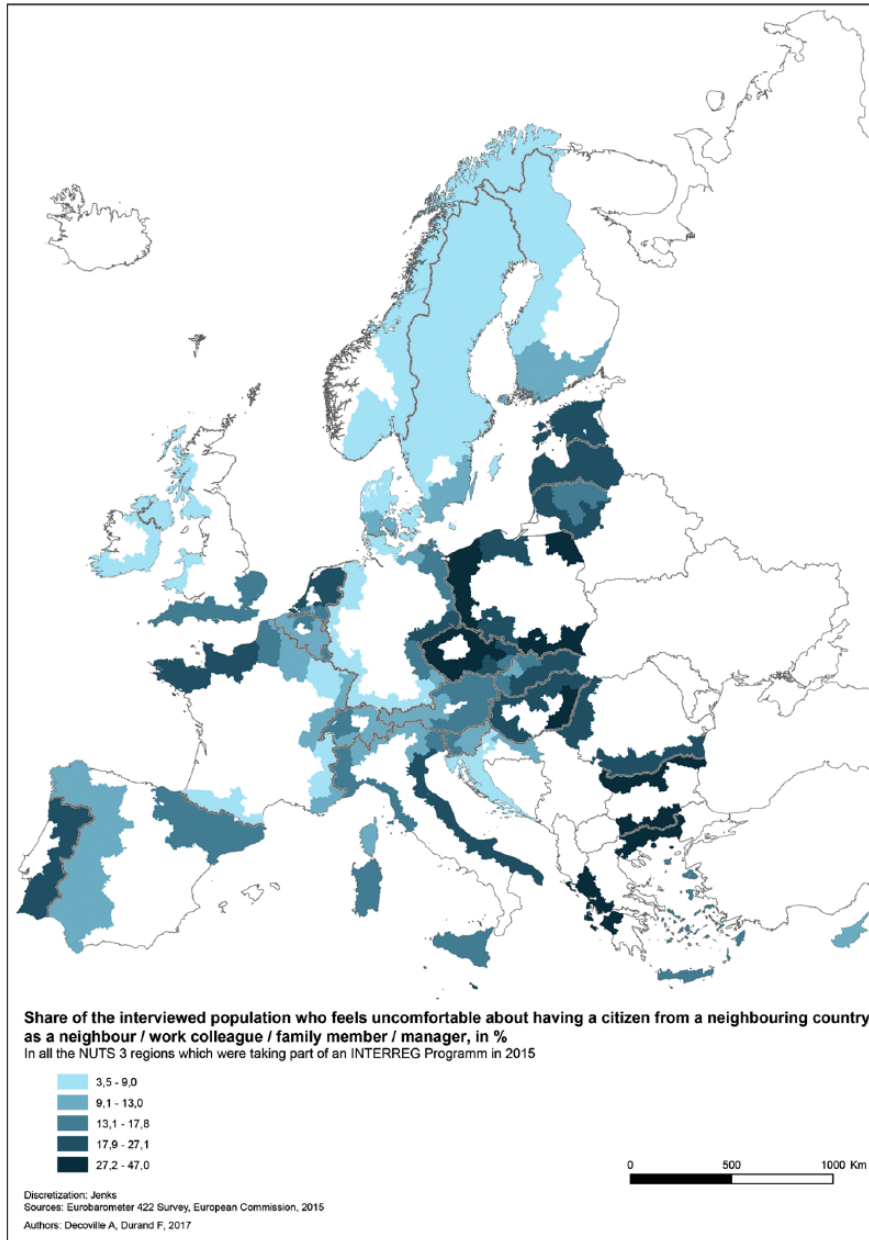 Share of the interviewed population who feels uncomfortable about having a citizen from a neighbouring country
as a neighbour / work colleague / family member / manager, in %
In all the NUTS 3 regions which were taking part of an INTERREG Programm in 2015
3,5 - 9,0
9,1 - 13,0
13,1 - 17,8
17,9 - 27,1
27,2 - 47,0
0 500 1000 Km
Discretization: Jenks
Sources: Eurobarometer 422 Survey, European Commission, 2015
Authors: Decoville A, Durand F, 2017